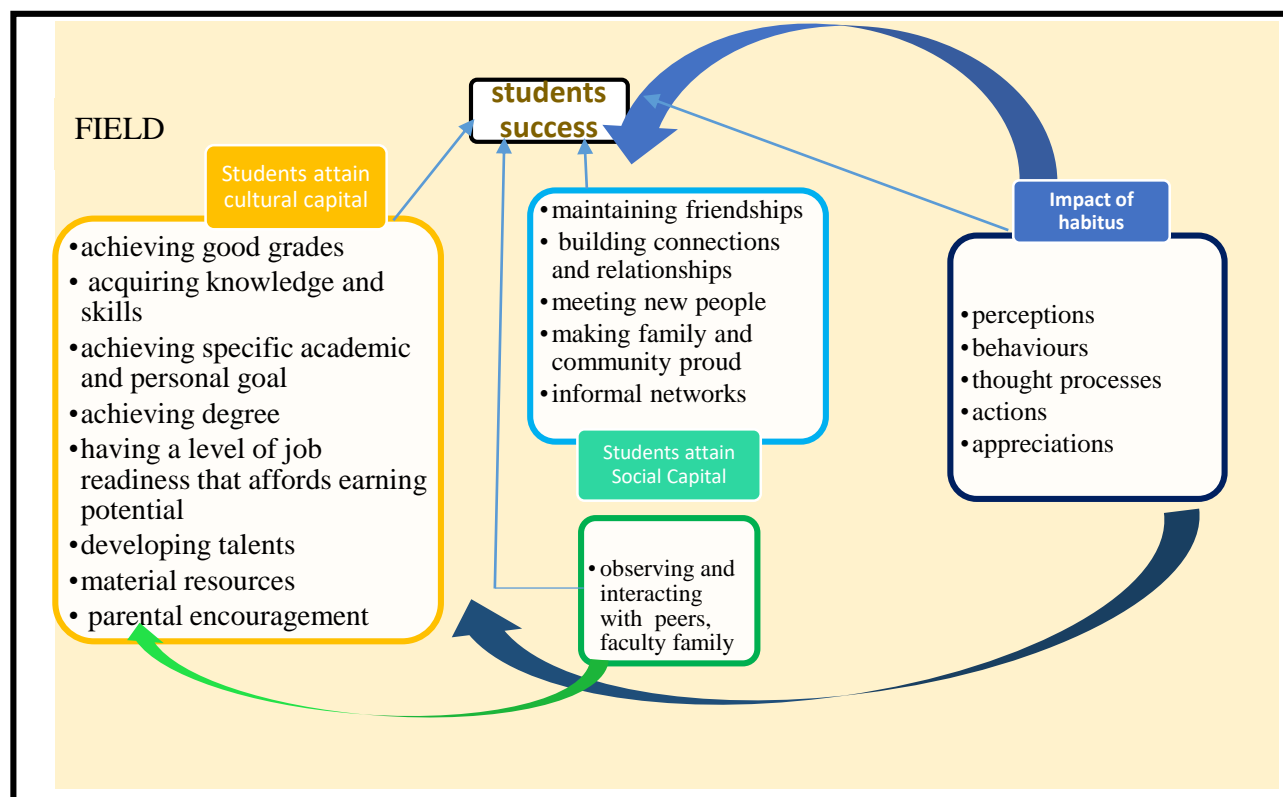 students
success
FIELD
Students attain
cultural capital
•achieving good grades
• acquiring knowledge and
skills
•achieving specific academic
and personal goal
•achieving degree
•having a level of job
readiness that affords earning
potential
•developing talents
•material resources
• parental encouragement
•maintaining friendships
• building connections
and relationships
•meeting new people
•making family and
community proud
•informal networks
Students attain
Social Capital
•observing and
interacting
with peers,
faculty family
Impact of
habitus
•perceptions
•behaviours
•thought processes
•actions
•appreciations